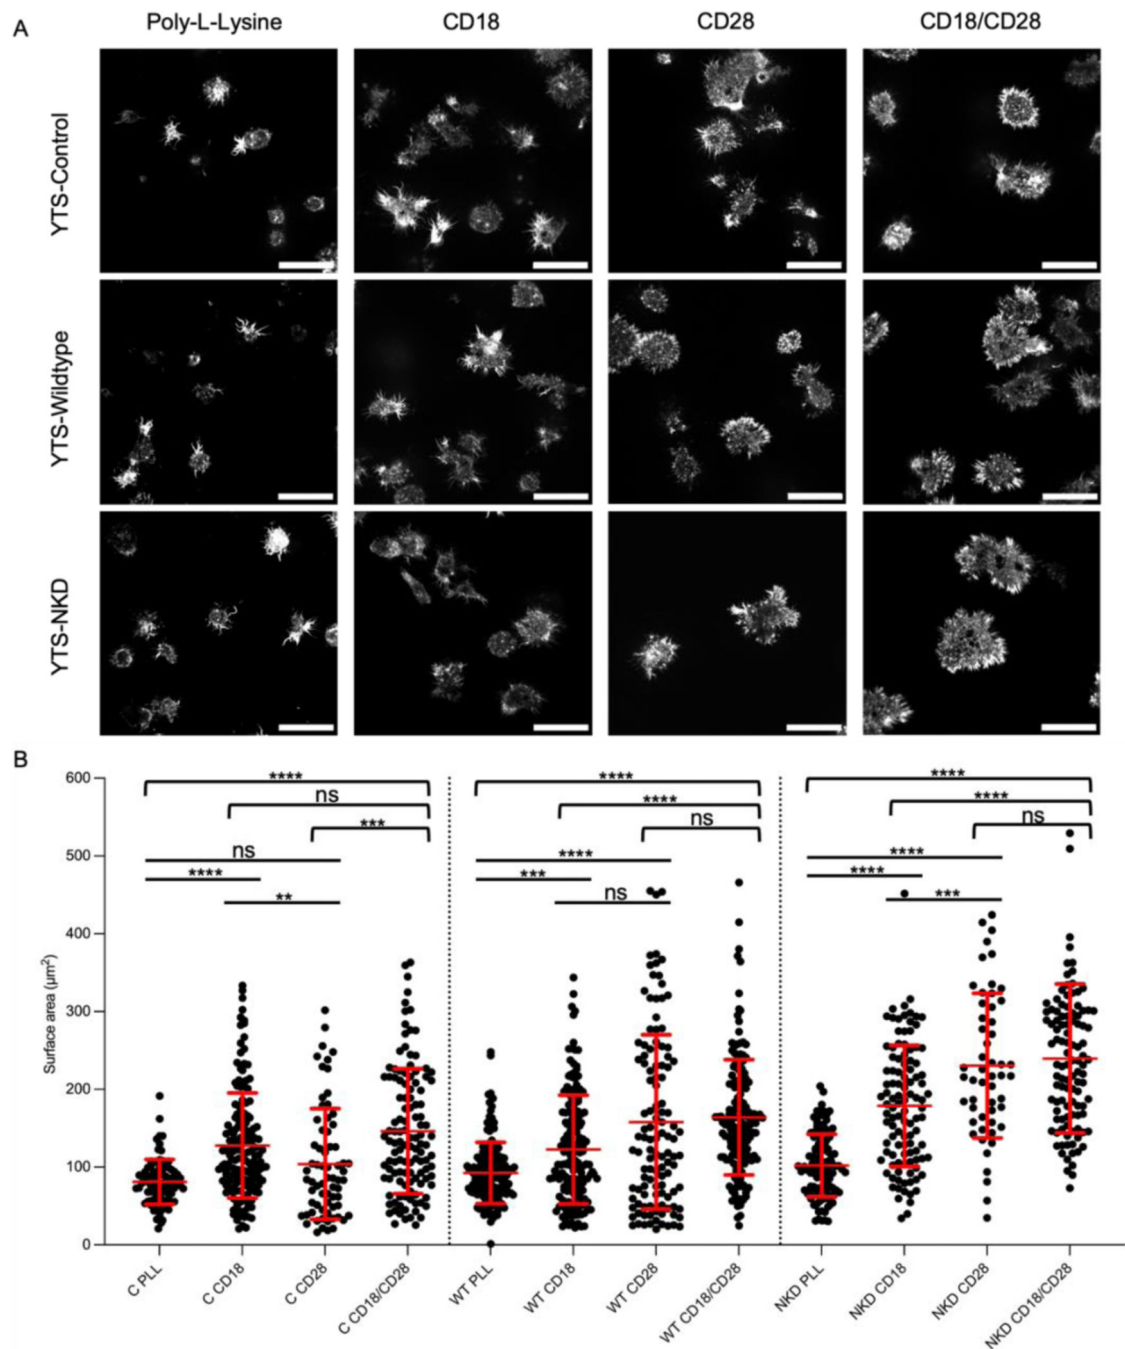 A
Poly-L-Lysine CD18 CD28 CD18/CD28
YTS-Control
YTS-Wildtype
YTS-NKD
B
600
500
400
300
200
100
0
Surface area (µm²)
**** **** ****
ns **** ****
*** ns ns
ns **** ****
**** *** ****
** ns ***
C PLL
C CD18
C CD28
C CD18/CD28
WT PLL
WT CD18
WT CD28
WT CD18/CD28
NKD PLL
NKD CD18
NKD CD28
NKD CD18/CD28